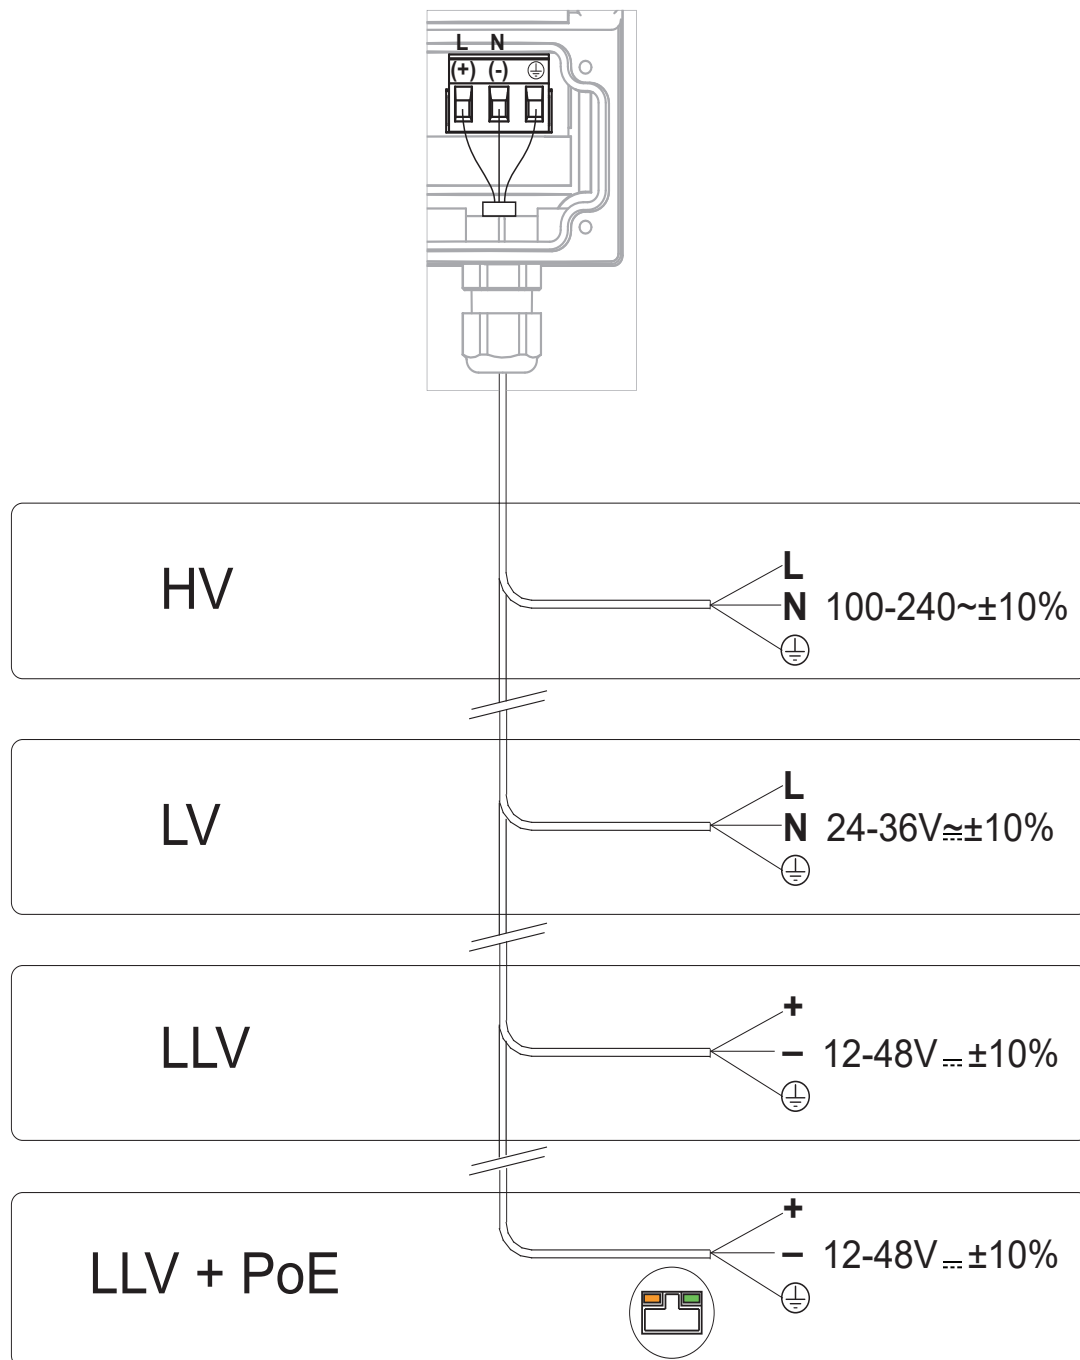 L N
(+) (-)
HV
L
N 100-240~±10%
LV
L
N 24-36V⎓~±10%
LLV
+
– 12-48V⎓ ±10%
LLV + PoE
+
– 12-48V⎓ ±10%